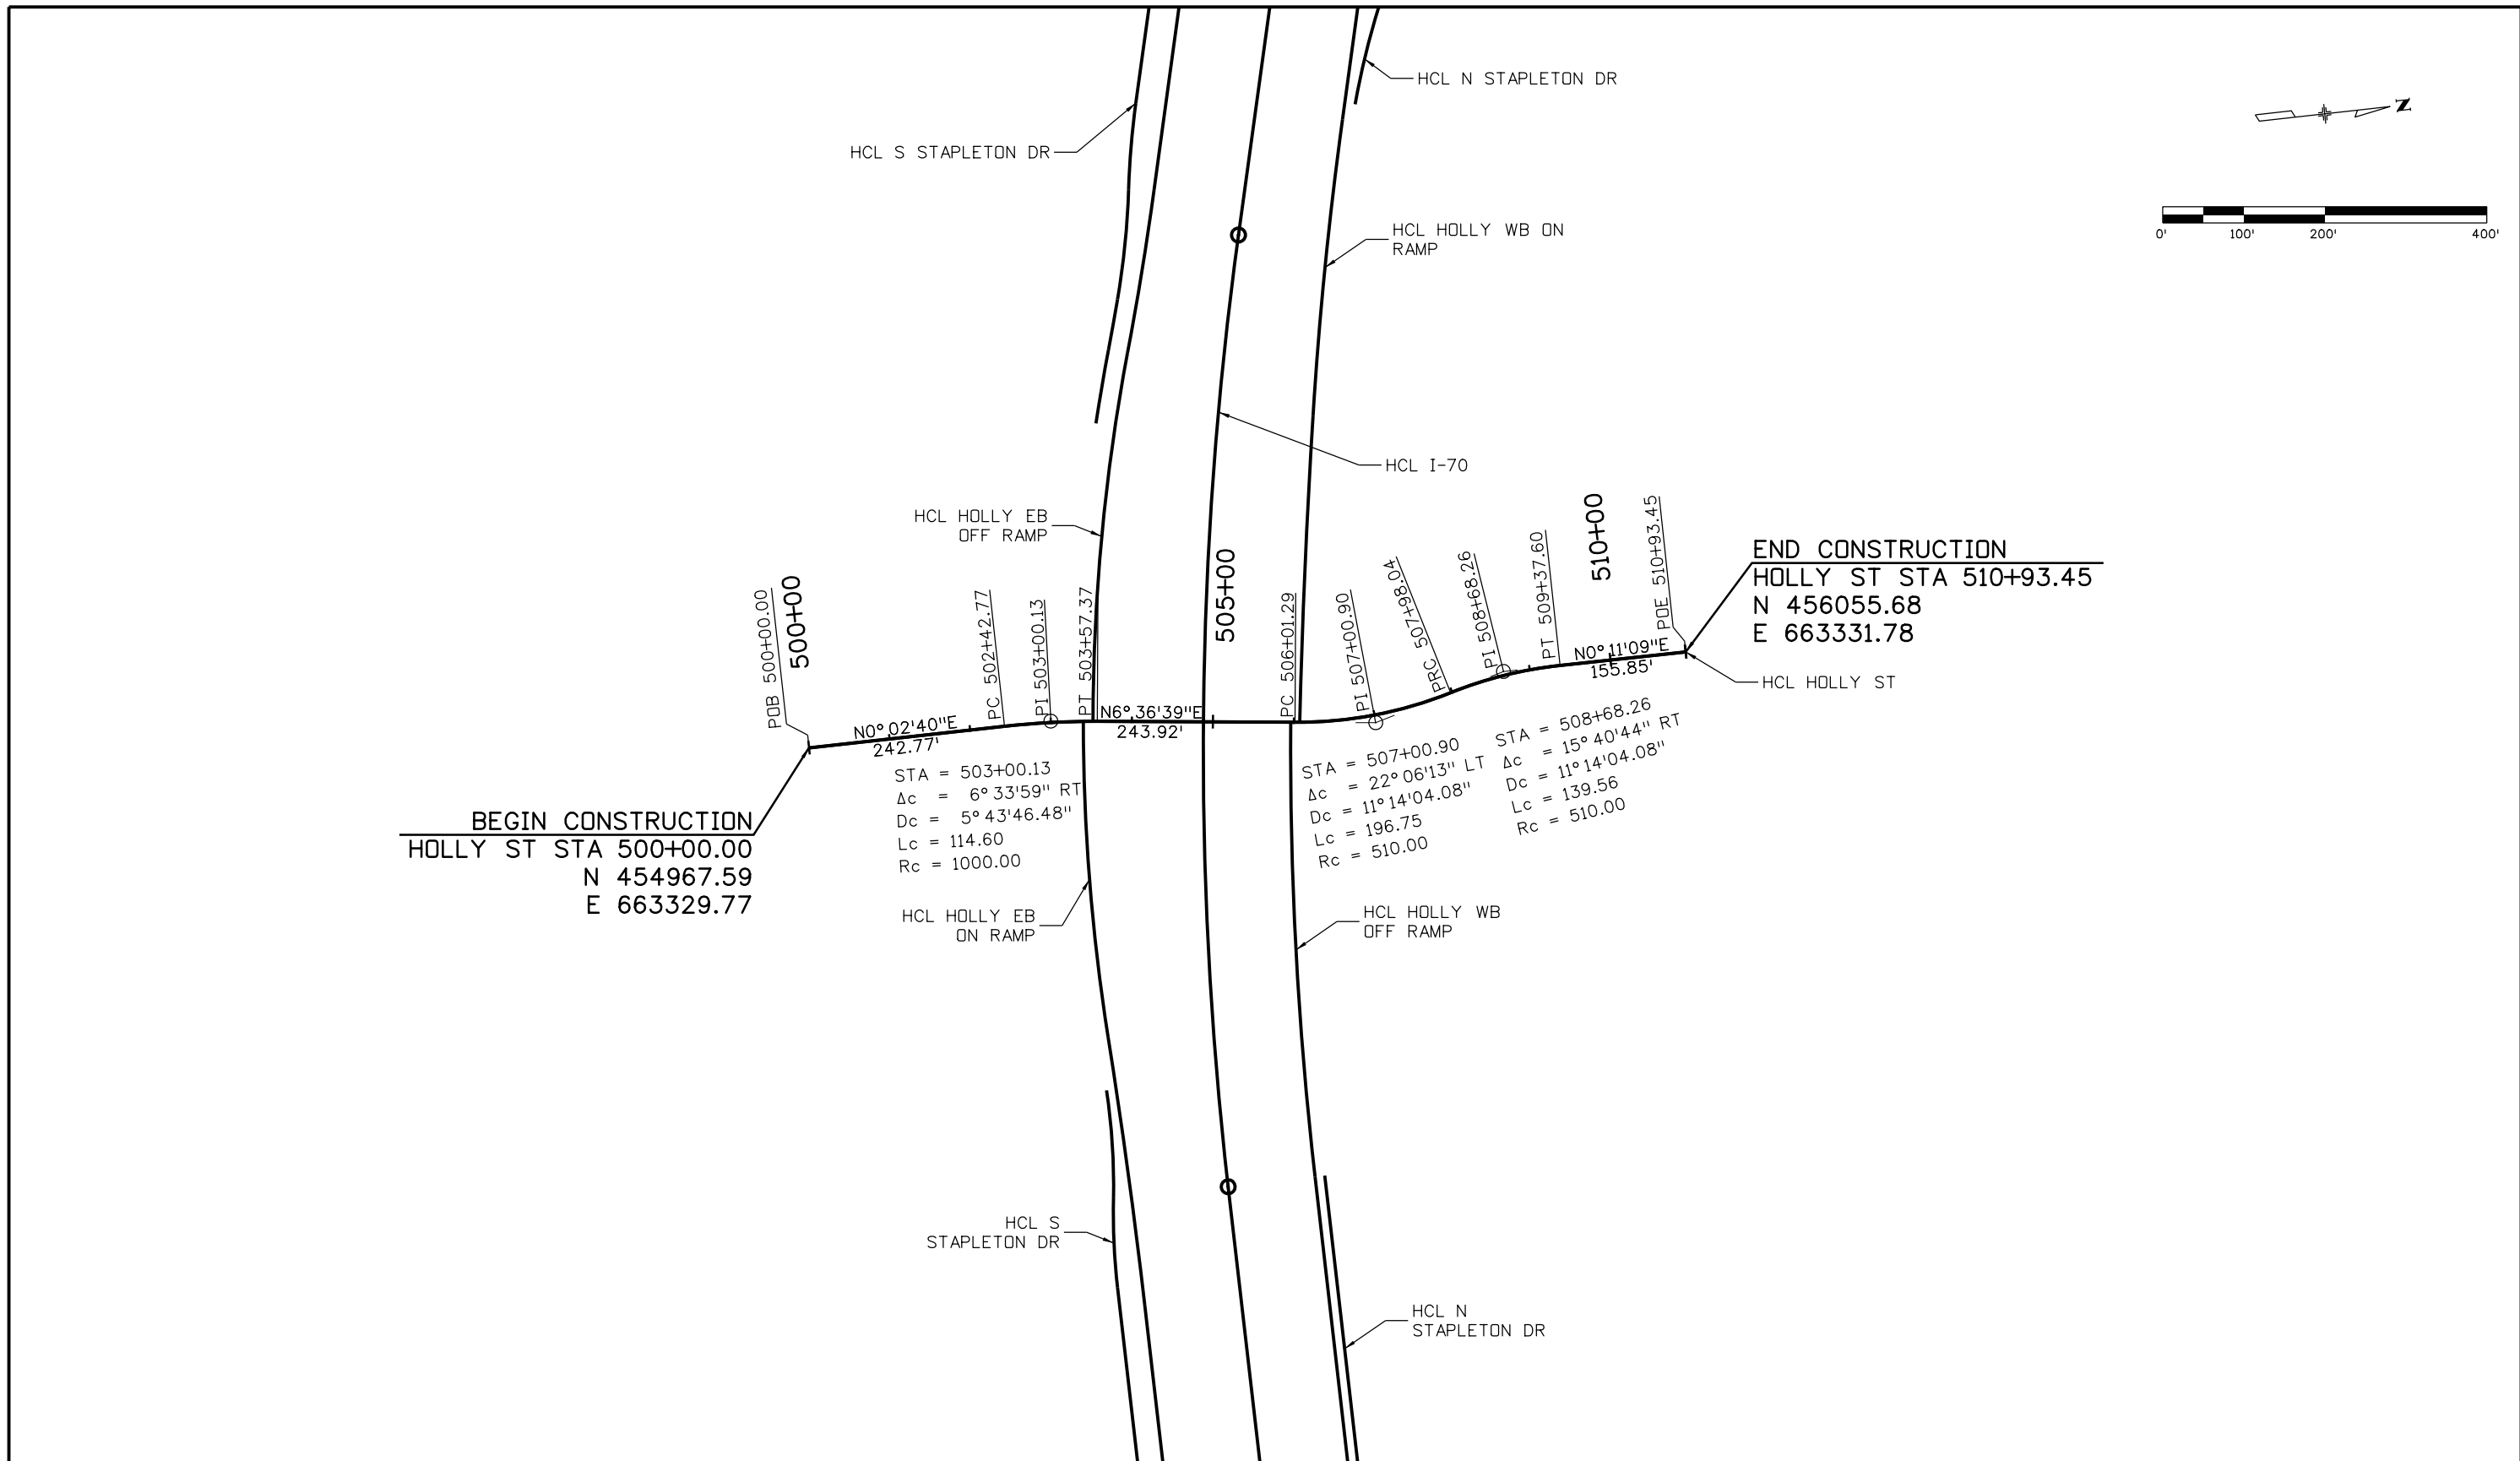 HCL N STAPLETON DR
N
HCL S STAPLETON DR
0' 100' 200' 400'
HCL HOLLY WB ON
RAMP
HCL I-70
HCL HOLLY EB
OFF RAMP
POB 500+00.00
500+00
PC 502+42.77
PI 503+00.13
PT 503+57.37
505+00
PC 506+01.29
PI 507+00.90
PRC 507+98.04
PI 508+68.26
PT 509+37.60
510+00
POE 510+93.45
END CONSTRUCTION
HOLLY ST STA 510+93.45
N 456055.68
E 663331.78
HCL HOLLY ST
N0°02'40"E
242.77'
N6°36'39"E
243.92'
N0°11'09"E
155.85'
STA = 503+00.13
Δc = 6°33'59" RT
Dc = 5°43'46.48"
Lc = 114.60
Rc = 1000.00
STA = 507+00.90
Δc = 22°06'13" LT
Dc = 11°14'04.08"
Lc = 196.75
Rc = 510.00
STA = 508+68.26
Δc = 15°40'44" RT
Dc = 11°14'04.08"
Lc = 139.56
Rc = 510.00
BEGIN CONSTRUCTION
HOLLY ST STA 500+00.00
N 454967.59
E 663329.77
HCL HOLLY EB
ON RAMP
HCL HOLLY WB
OFF RAMP
HCL S
STAPLETON DR
HCL N
STAPLETON DR